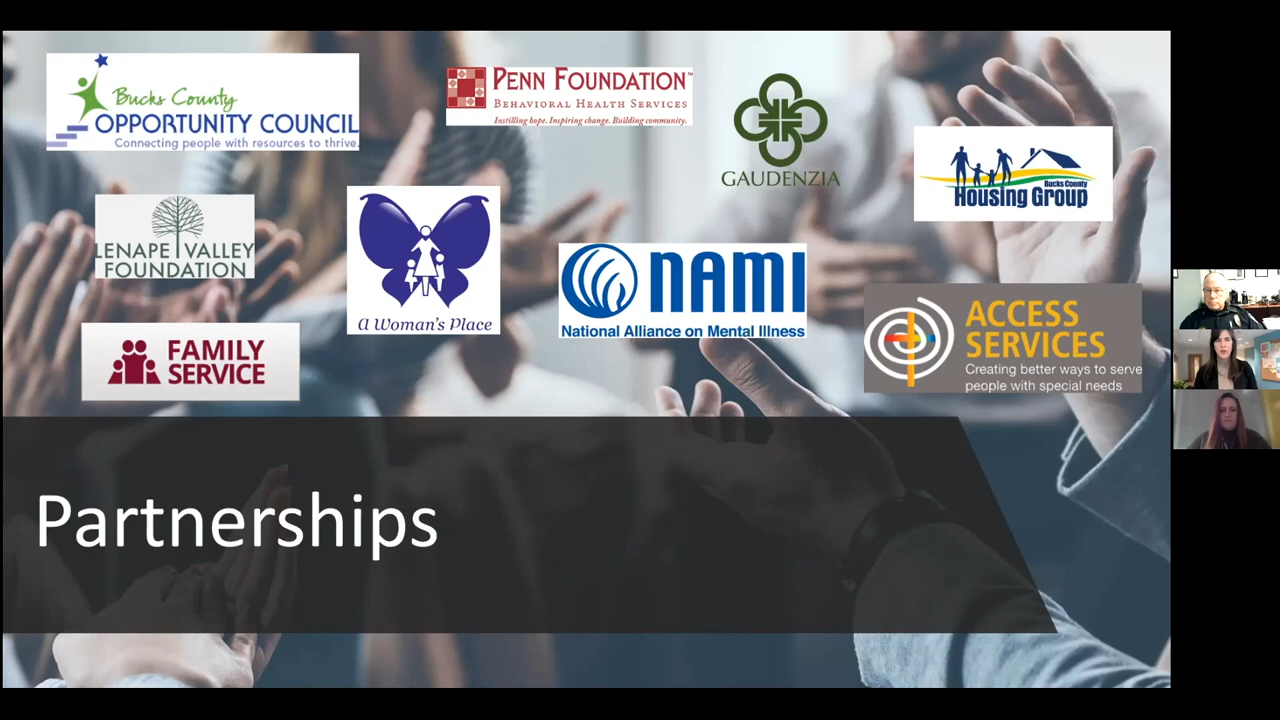 Bucks County
OPPORTUNITY COUNCIL
Connecting people with resources to thrive.
PENN FOUNDATION™
BEHAVIORAL HEALTH SERVICES
Instilling hope. Inspiring change. Building community.
GAUDENZIA
Bucks County
Housing Group
LENAPE VALLEY
FOUNDATION
A Woman's Place
NAMI
National Alliance on Mental Illness
ACCESS
SERVICES
Creating better ways to serve
people with special needs
FAMILY
SERVICE
Partnerships